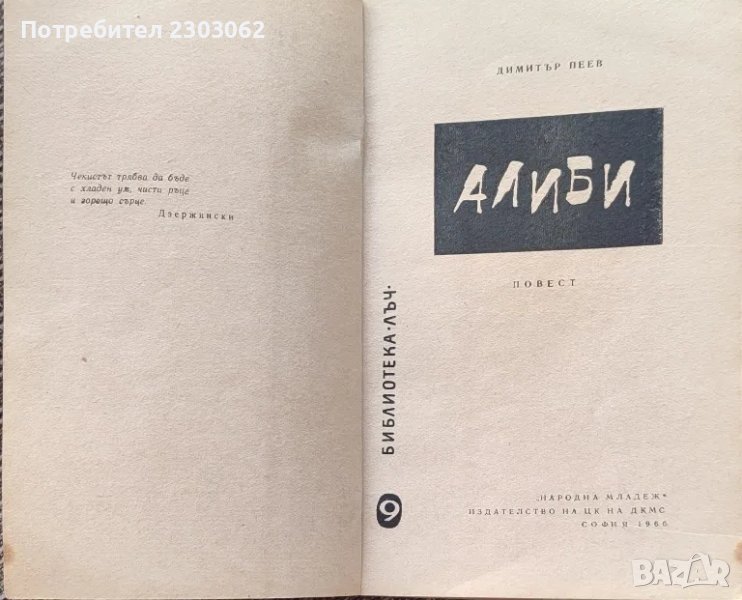 Потребител 2303062
Чекистът трябва да бъде
с хладен ум, чисти ръце
и горещо сърце.
Дзержински
ДИМИТЪР ПЕЕВ
АЛИБИ
ПОВЕСТ
БИБЛИОТЕКА·ЛЪЧ·
9
„НАРОДНА МЛАДЕЖ“
ИЗДАТЕЛСТВО НА ЦК НА ДКМС
СОФИЯ 1966
BAZAR